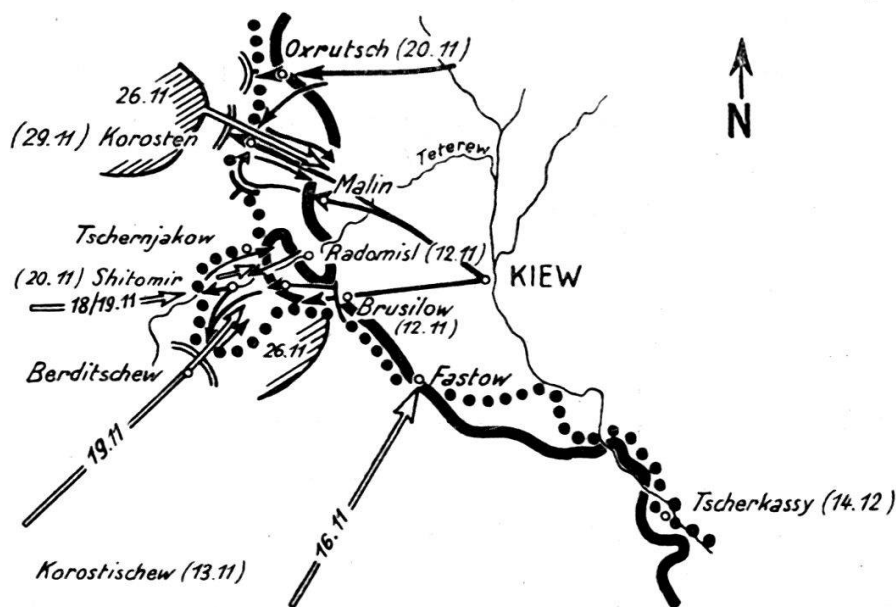 Oxrutsch (20.11)
26.11
N
(29.11) Korosten
Teterew
Malin
Tschernjakow
Radomisl (12.11)
(20.11) Shitomir
18/19.11
KIEW
Brusilow
(12.11)
26.11
Berditschew
Fastow
19.11
16.11
Tscherkassy (14.12)
Korostischew (13.11)